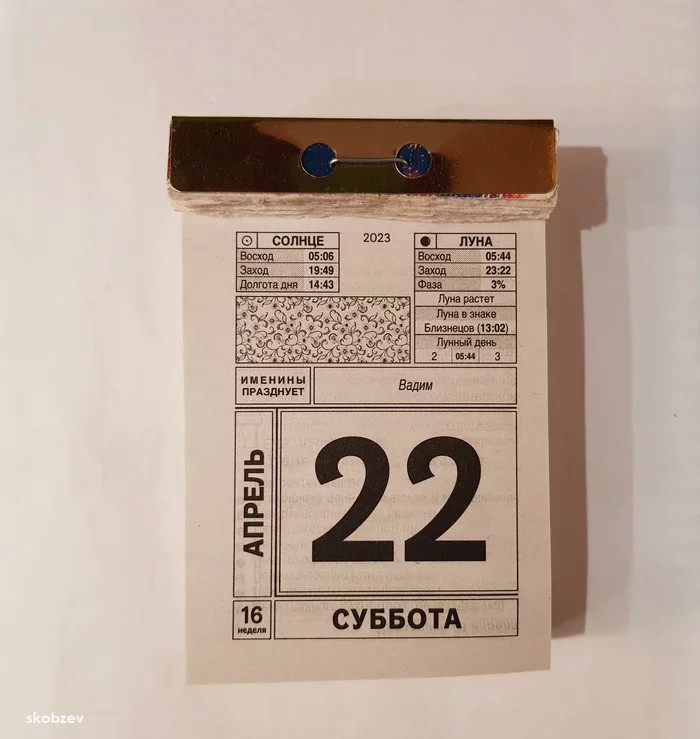 2023
СОЛНЦЕ
Восход 05:06
Заход 19:49
Долгота дня 14:43
ЛУНА
Восход 05:44
Заход 23:22
Фаза 3%
Луна растет
Луна в знаке
Близнецов (13:02)
Лунный день
2 05:44 3
ИМЕНИНЫ
ПРАЗДНУЕТ
Вадим
АПРЕЛЬ
22
16
неделя
СУББОТА
skobzev